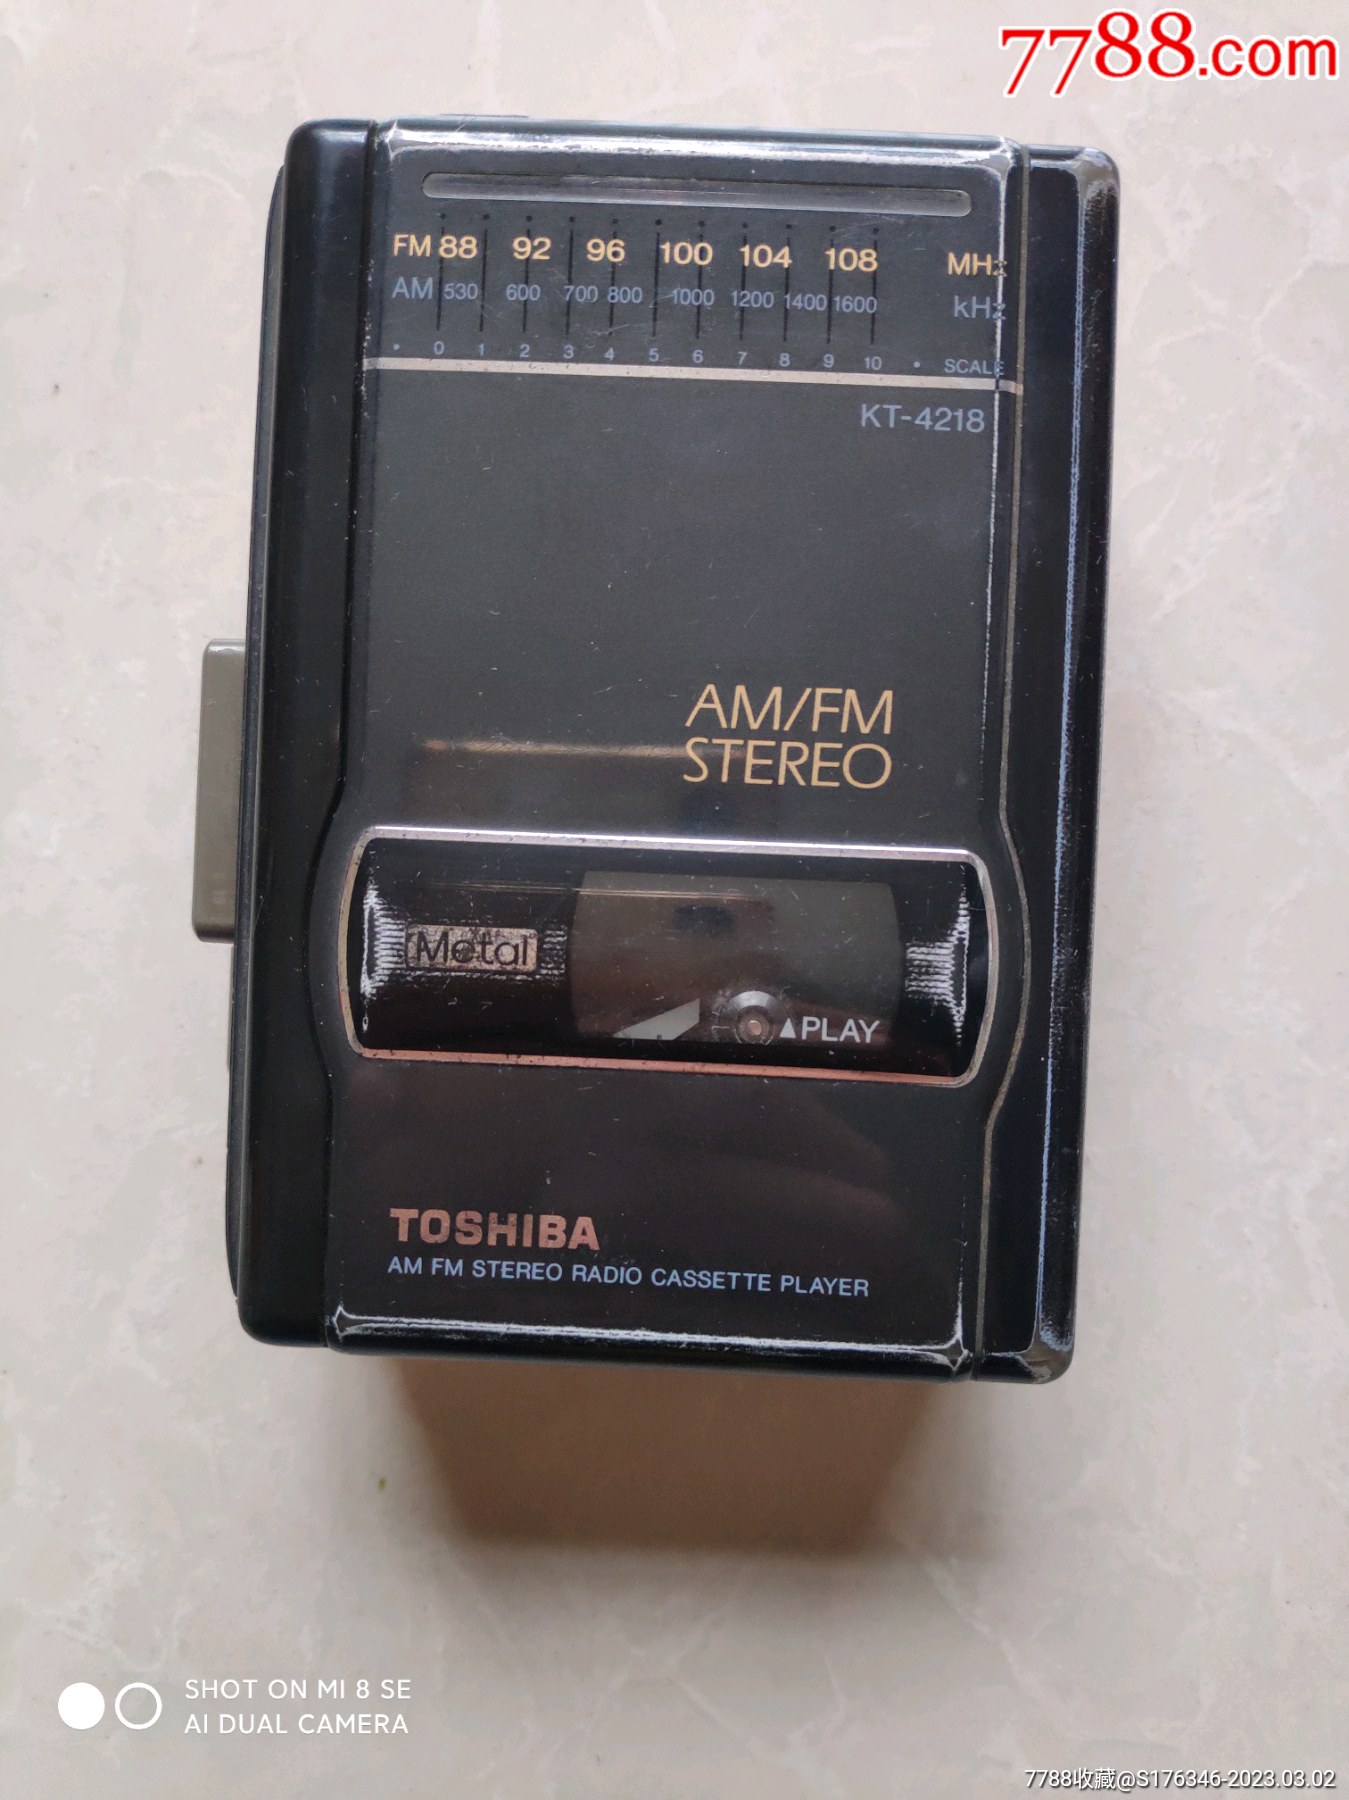 7788.com
FM 88 92 96 100 104 108 MHz
AM 530 600 700 800 1000 1200 1400 1600 kHz
0 1 2 3 4 5 6 7 8 9 10 SCALE
KT-4218
AM/FM
STEREO
Metal
▲PLAY
TOSHIBA
AM FM STEREO RADIO CASSETTE PLAYER
SHOT ON MI 8 SE
AI DUAL CAMERA
7788收藏@S176346-2023.03.02